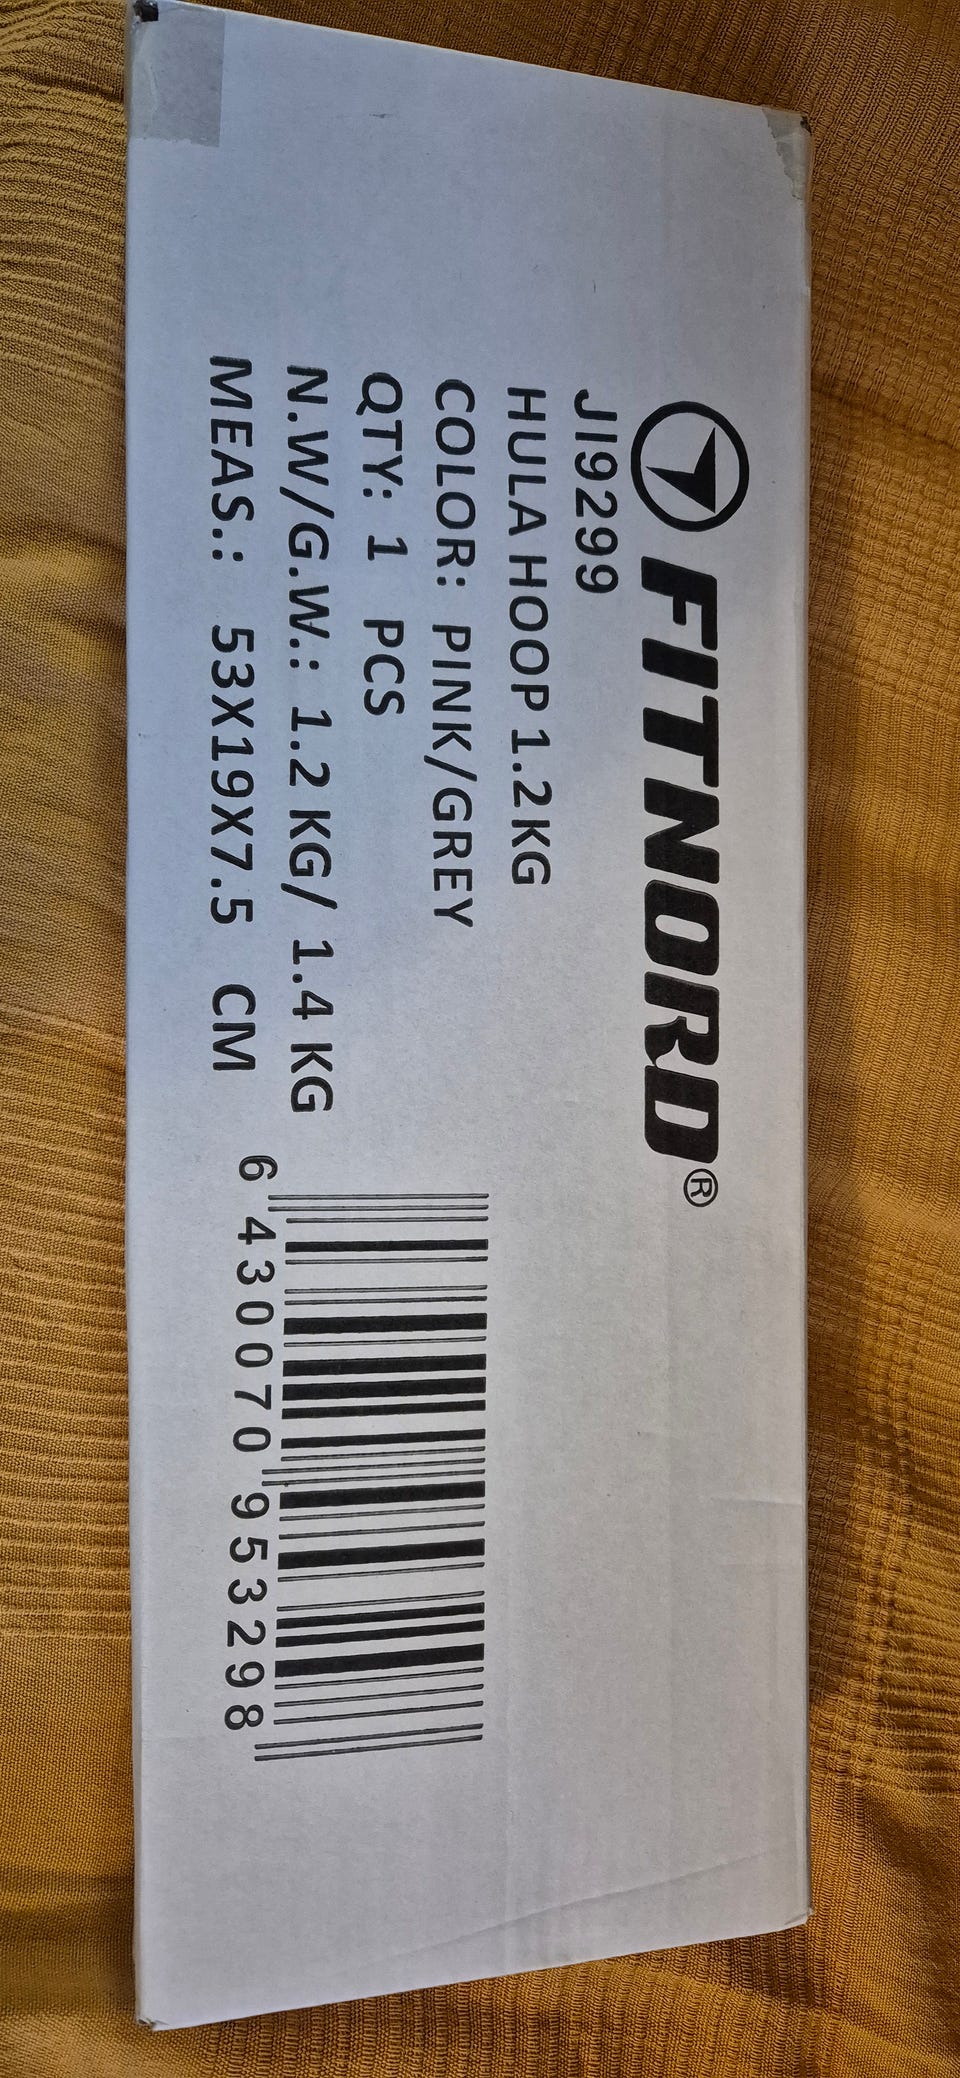 FITNORD®
JI9299
HULA HOOP 1.2KG
COLOR: PINK/GREY
QTY: 1 PCS
N.W/G.W.: 1.2 KG/ 1.4 KG
MEAS.: 53X19X7.5 CM
6 430070 953298